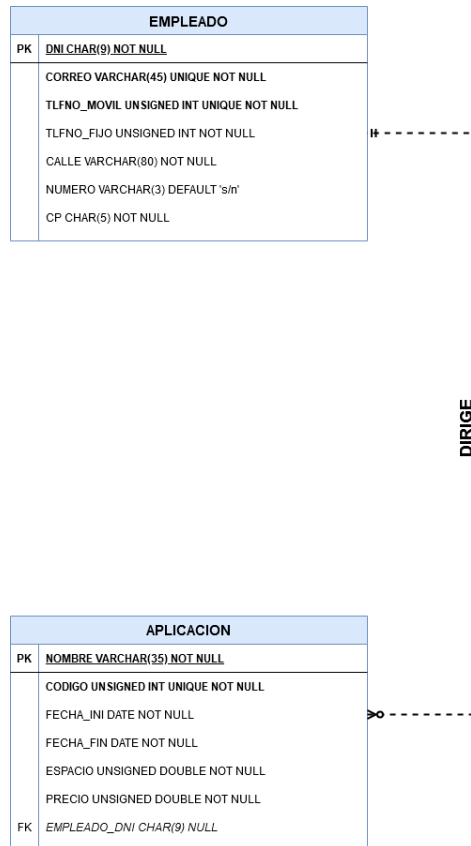 EMPLEADO
PK DNI CHAR(9) NOT NULL
CORREO VARCHAR(45) UNIQUE NOT NULL
TLFNO_MOVIL UNSIGNED INT UNIQUE NOT NULL
TLFNO_FIJO UNSIGNED INT NOT NULL
CALLE VARCHAR(80) NOT NULL
NUMERO VARCHAR(3) DEFAULT 's/n'
CP CHAR(5) NOT NULL
DIRIGE
APLICACION
PK NOMBRE VARCHAR(35) NOT NULL
CODIGO UNSIGNED INT UNIQUE NOT NULL
FECHA_INI DATE NOT NULL
FECHA_FIN DATE NOT NULL
ESPACIO UNSIGNED DOUBLE NOT NULL
PRECIO UNSIGNED DOUBLE NOT NULL
FK EMPLEADO_DNI CHAR(9) NULL